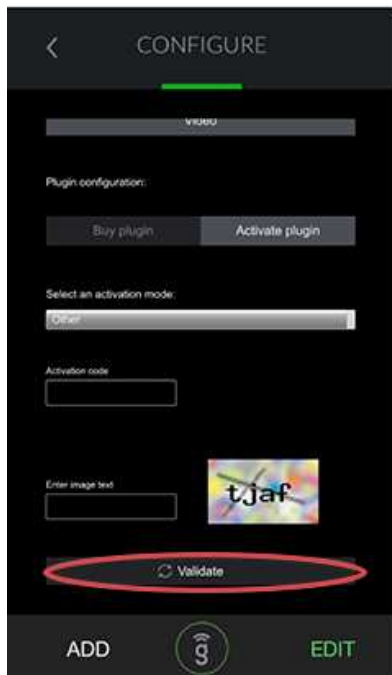 CONFIGURE
Video
Plugin configuration:
Buy plugin Activate plugin
Select an activation mode:
Other
Activation code
Enter image text
tjaf
Validate
ADD g EDIT